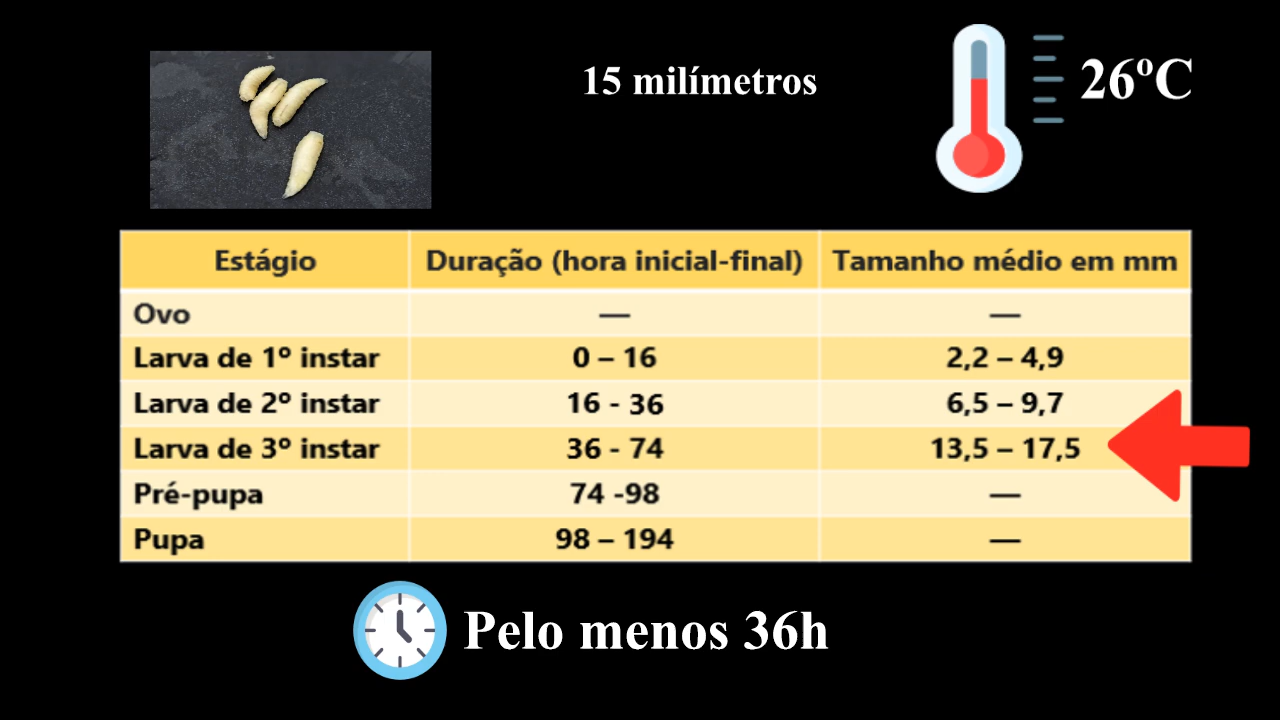 15 milímetros
26ºC
Estágio Duração (hora inicial-final) Tamanho médio em mm
Ovo — —
Larva de 1º instar 0 – 16 2,2 – 4,9
Larva de 2º instar 16 - 36 6,5 – 9,7
Larva de 3º instar 36 - 74 13,5 – 17,5
Pré-pupa 74 -98 —
Pupa 98 – 194 —
Pelo menos 36h